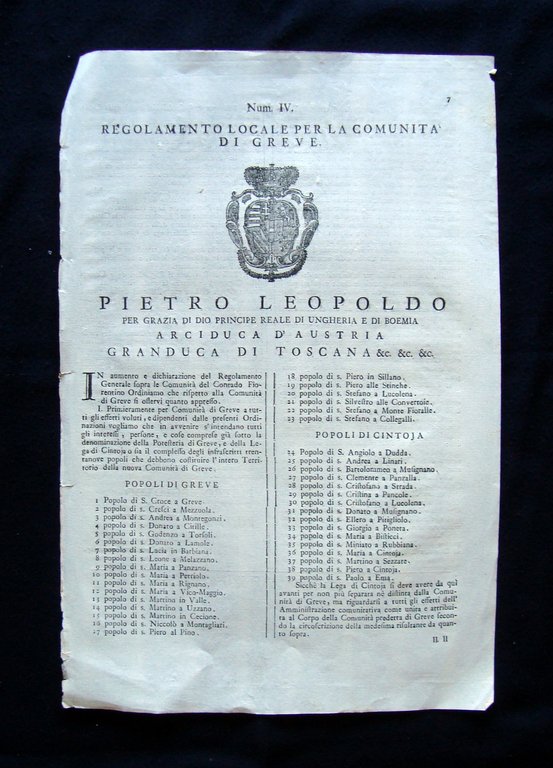 7
Num. IV.
REGOLAMENTO LOCALE PER LA COMUNITA'
DI GREVE.
PIETRO LEOPOLDO
PER GRAZIA DI DIO PRINCIPE REALE DI UNGHERIA E DI BOEMIA
ARCIDUCA D'AUSTRIA
GRANDUCA DI TOSCANA &c. &c. &c.
IN aumento e dichiarazione del Regolamento
Generale sopra le Comunità del Contado Fio-
rentino Ordiniamo che rispetto alla Comunità
di Greve si osservi quanto appresso.
I. Primieramente per Comunità di Greve a tut-
ti gli effetti voluti, e dipendenti dalle presenti Ordi-
nazioni vogliamo che in avvenire s'intendano tutti
gli interessi, persone, e cose comprese già sotto la
denominazione della Potesteria di Greve, e della Le-
ga di Cintoja o sia il complesso degli infrascritti tren-
tanove popoli che debbono costituire l'intero Terri-
torio della nuova Comunità di Greve.
POPOLI DI GREVE
1 Popolo di S. Croce a Greve.
2 popolo di s. Cresci a Mezzuola.
3 popolo di s. Andrea a Montegonzi.
4 popolo di s. Donato a Citille.
5 popolo di s. Godenzo a Torsoli.
6 popolo di s. Donato a Lamole.
7 popolo di s. Lucia in Barbiana.
8 popolo di s. Leone a Melazzano.
9 popolo di s. Maria a Panzano.
10 popolo di s. Maria a Petriolo.
11 popolo di s. Maria a Rignano.
12 popolo di s. Maria a Vico-Maggio.
13 popolo di s. Martino in Valle.
14 popolo di s. Martino a Uzzano.
15 popolo di s. Martino in Cecione.
16 popolo di s. Niccolò a Montagliari.
17 popolo di s. Piero al Pino.
18 popolo di s. Piero in Sillano.
19 popolo di s. Piero alle Stinche.
20 popolo di s. Stefano a Lucolena.
21 popolo di s. Silvestro alle Convertoie.
22 popolo di s. Stefano a Monte Fioralle.
23 popolo di s. Stefano a Collegalli.
POPOLI DI CINTOJA
24 Popolo di S. Angiolo a Dudda.
25 popolo di s. Andrea a Linari.
26 popolo di s. Bartolommeo a Musignano.
27 popolo di s. Clemente a Panzalla.
28 popolo di s. Cristofano a Strada.
29 popolo di s. Cristina a Pancole.
30 popolo di s. Cristofano a Lucolena.
31 popolo di s. Donato a Musignano.
32 popolo di s. Ellero a Pitigliolo.
33 popolo di s. Giorgio a Ponera.
34 popolo di s. Maria a Bisticci.
35 popolo di s. Miniato a Rubbiana.
36 popolo di s. Maria a Cintoja.
37 popolo di s. Martino a Sezzate.
38 popolo di s. Piero a Cintoja.
39 popolo di s. Paolo a Ema.
Sicchè la Lega di Cintoja si deve avere da qui
avanti per non più separata nè distinta dalla Comu-
nità di Greve, ma riguardarsi a tutti gli effetti dell'
Amministrazione comunitativa come unita e attribui-
ta al Corpo della Comunità predetta di Greve secon-
do la circoscrizione della medesima risultante da quan-
to sopra.
II. II